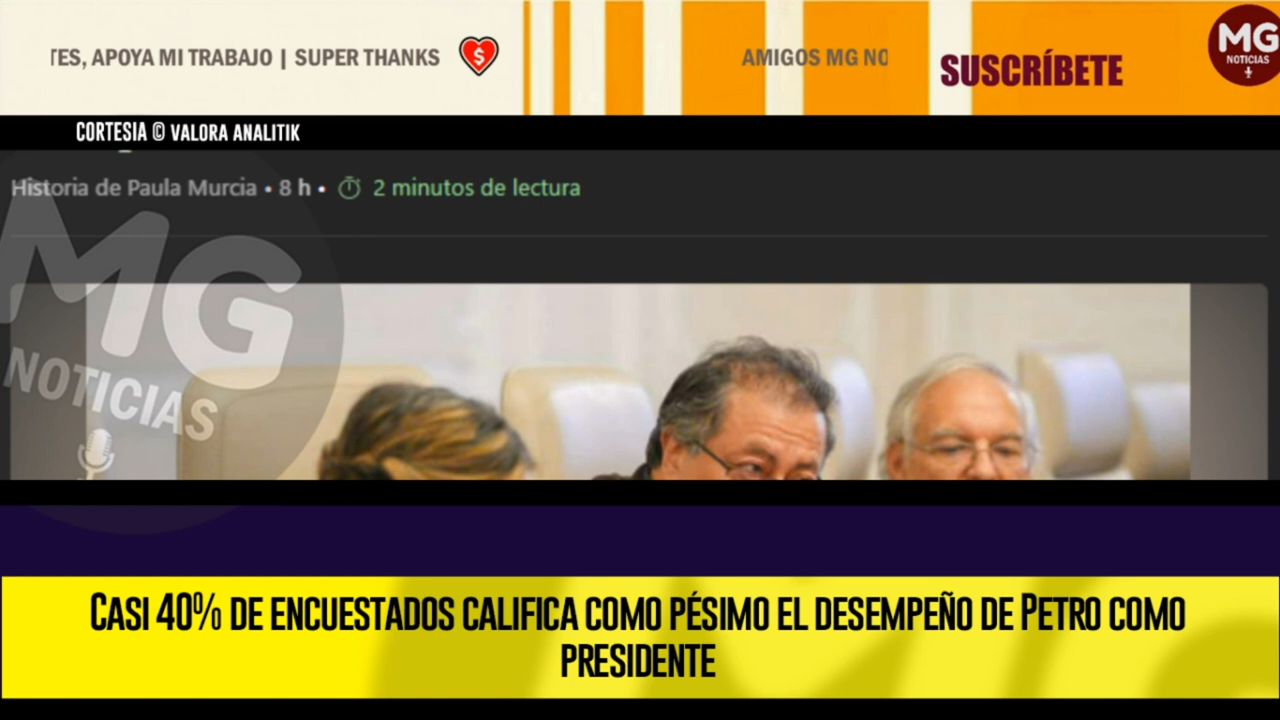 TES, APOYA MI TRABAJO | SUPER THANKS
AMIGOS MG NO
SUSCRÍBETE
MG
NOTICIAS
CORTESIA © VALORA ANALITIK
Historia de Paula Murcia • 8 h • 2 minutos de lectura
MG
NOTICIAS
CASI 40% DE ENCUESTADOS CALIFICA COMO PÉSIMO EL DESEMPEÑO DE PETRO COMO
PRESIDENTE